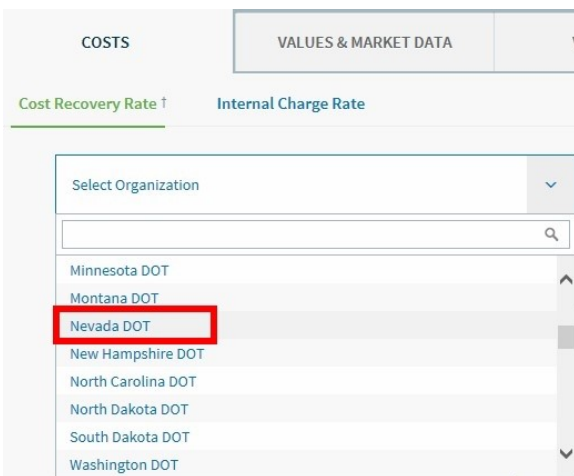 COSTS
VALUES & MARKET DATA
Cost Recovery Rate †
Internal Charge Rate
Select Organization
Minnesota DOT
Montana DOT
Nevada DOT
New Hampshire DOT
North Carolina DOT
North Dakota DOT
South Dakota DOT
Washington DOT